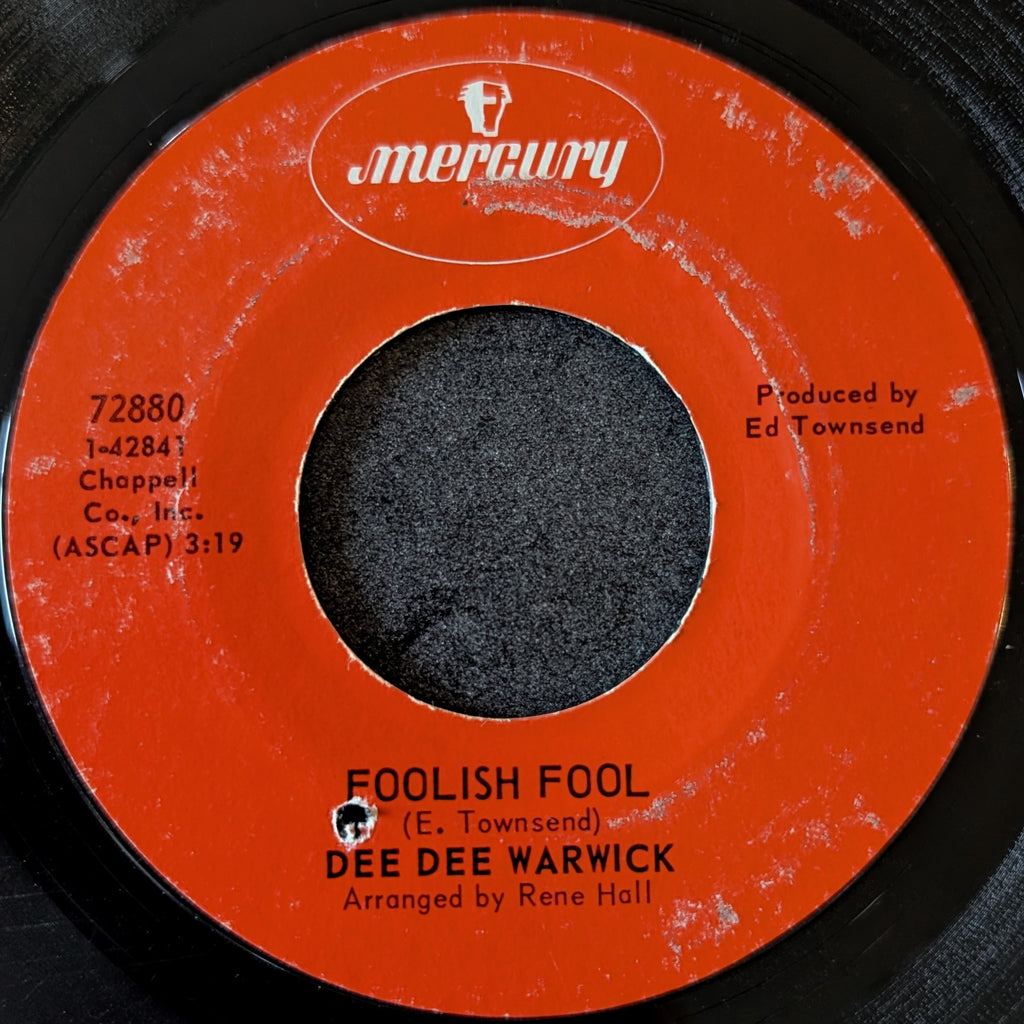 mercury
72880
1-42841
Chappell
Co., Inc.
(ASCAP) 3:19
Produced by
Ed Townsend
FOOLISH FOOL
(E. Townsend)
DEE DEE WARWICK
Arranged by Rene Hall